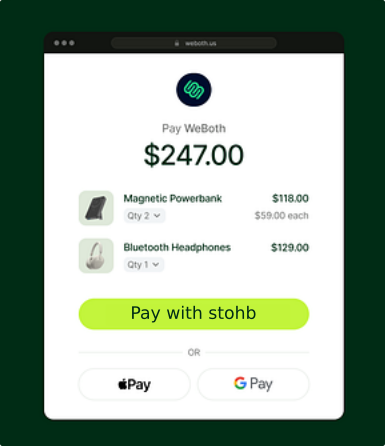 weboth.us
Pay WeBoth
$247.00
Magnetic Powerbank $118.00
Qty 2 $59.00 each
Bluetooth Headphones $129.00
Qty 1
Pay with stohb
OR
Pay G Pay